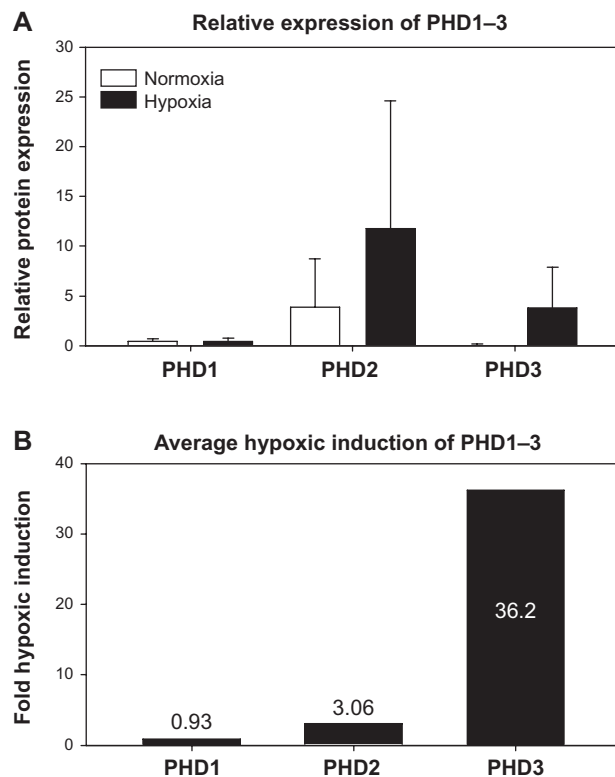 A
Relative expression of PHD1–3
Relative protein expression
30
25
20
15
10
5
0
Normoxia
Hypoxia
PHD1 PHD2 PHD3
B
Average hypoxic induction of PHD1–3
Fold hypoxic induction
40
30
20
10
0
0.93
3.06
36.2
PHD1 PHD2 PHD3